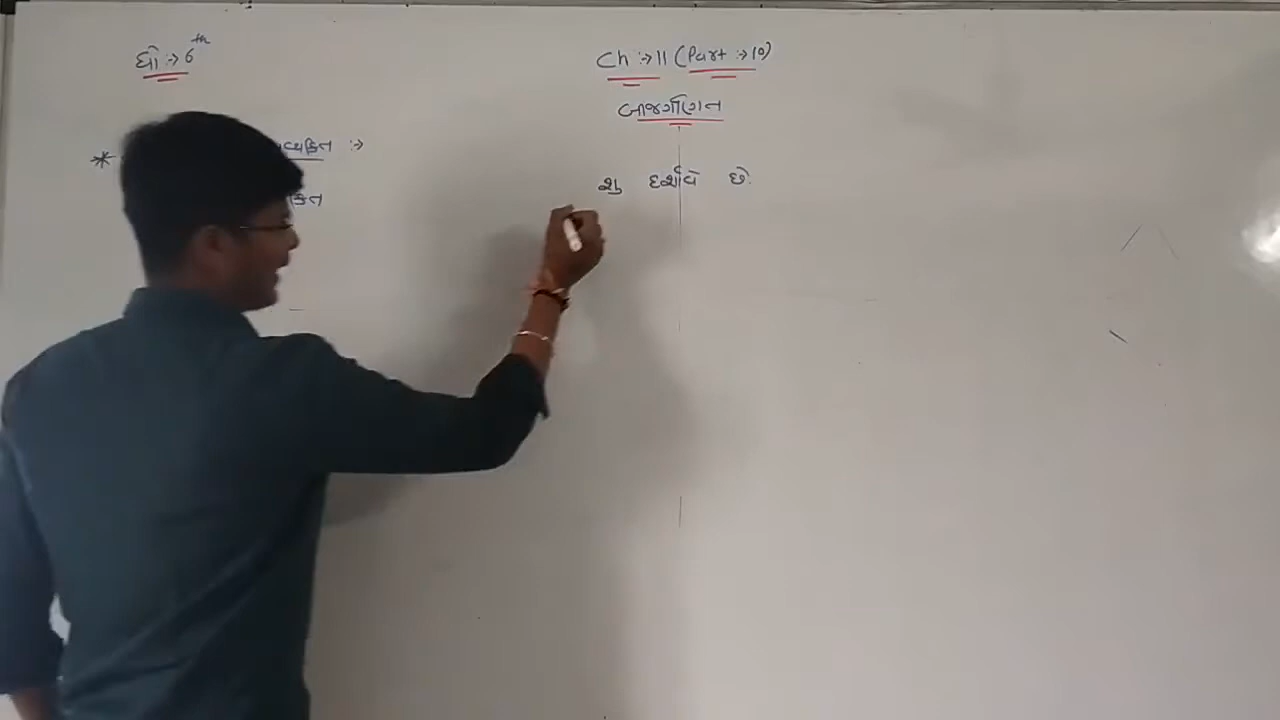 ધો :→ 6th
Ch :→ 11 (Part :→ 10)
બીજગણિત
* :→
શુ દર્શાવે છે.